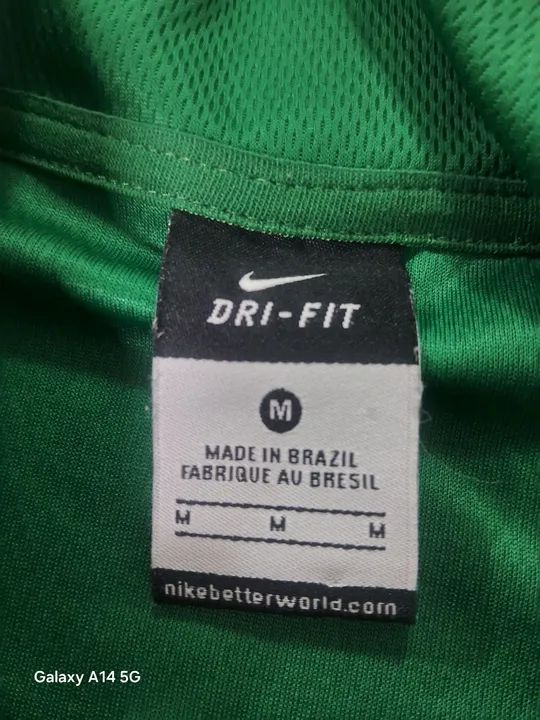 DRI-FIT
M
MADE IN BRAZIL
FABRIQUE AU BRESIL
M M M
nikebetterworld.com
Galaxy A14 5G